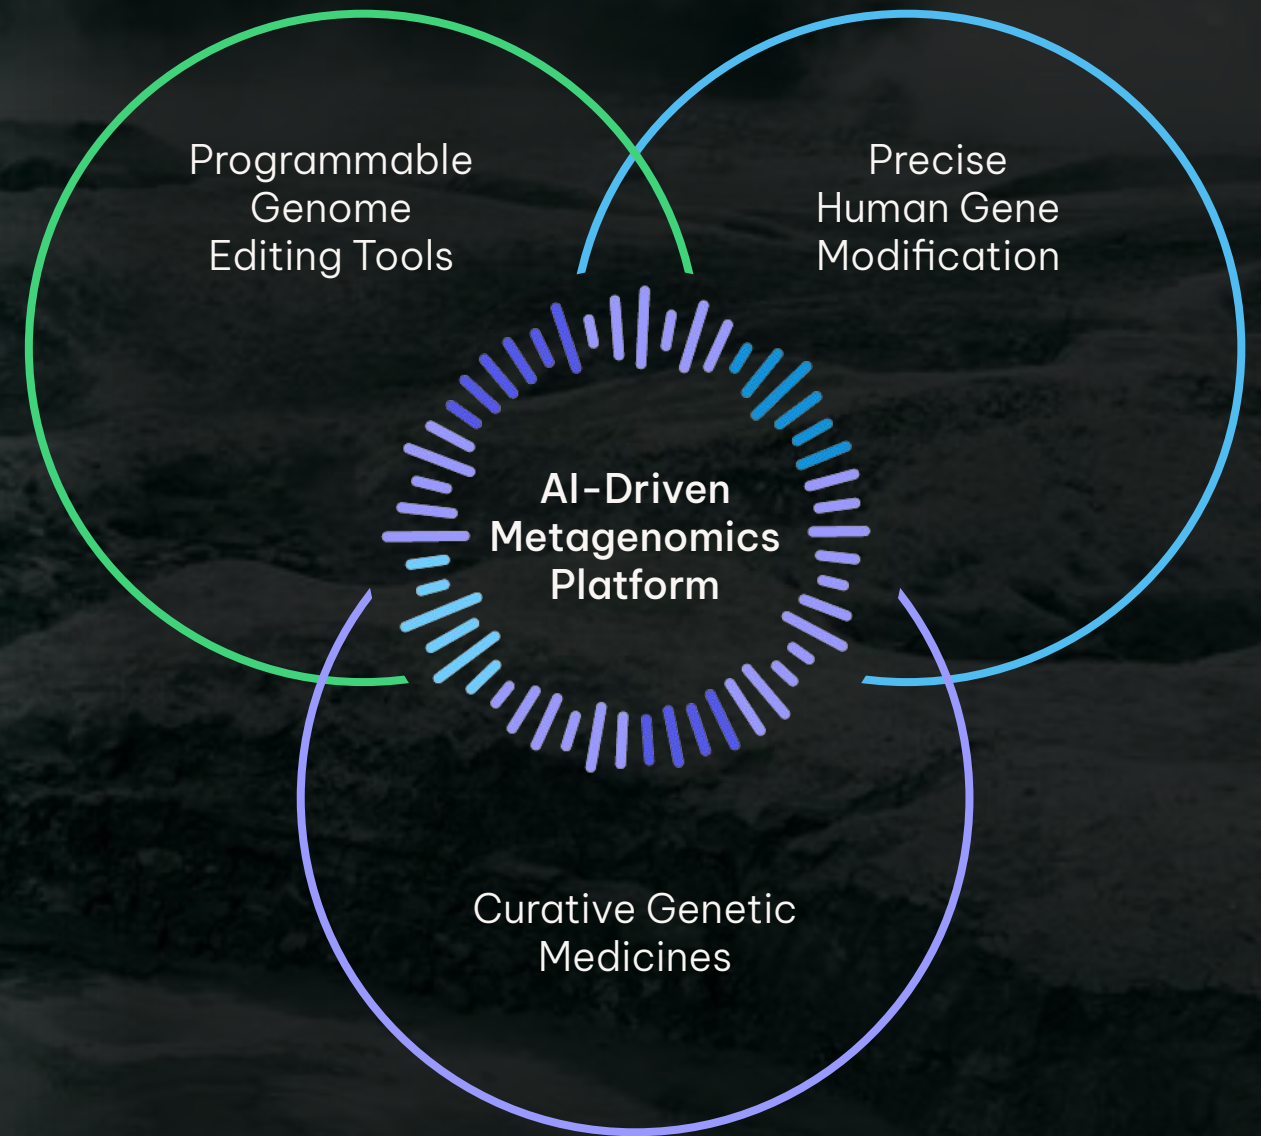 Programmable
Genome
Editing Tools
Precise
Human Gene
Modification
AI-Driven
Metagenomics
Platform
Curative Genetic
Medicines